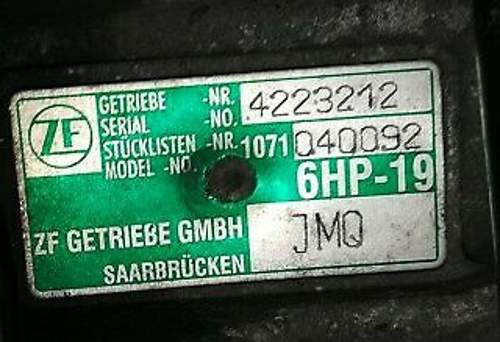 ZF GETRIEBE -NR. 4223212
SERIAL -NO.
STÜCKLISTEN -NR. 1071 040092
MODEL -NO. 6HP-19
ZF GETRIEBE GMBH JMQ
SAARBRÜCKEN